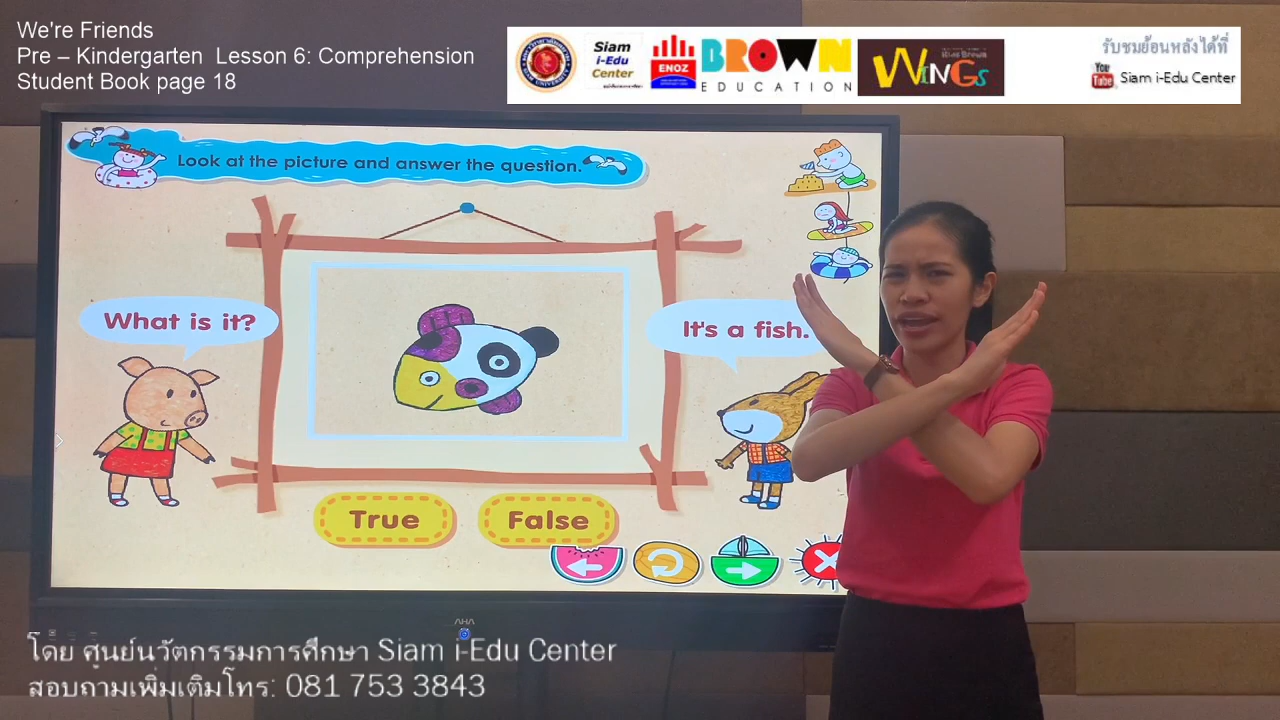 We're Friends
Pre – Kindergarten Lesson 6: Comprehension
Student Book page 18
Siam
i-Edu
Center
ENOZ
BROWN
EDUCATION
WINGS
รับชมย้อนหลังได้ที่
You
Tube
Siam i-Edu Center
Look at the picture and answer the question.
What is it?
It's a fish.
True
False
โดย ศูนย์นวัตกรรมการศึกษา Siam i-Edu Center
สอบถามเพิ่มเติมโทร: 081 753 3843